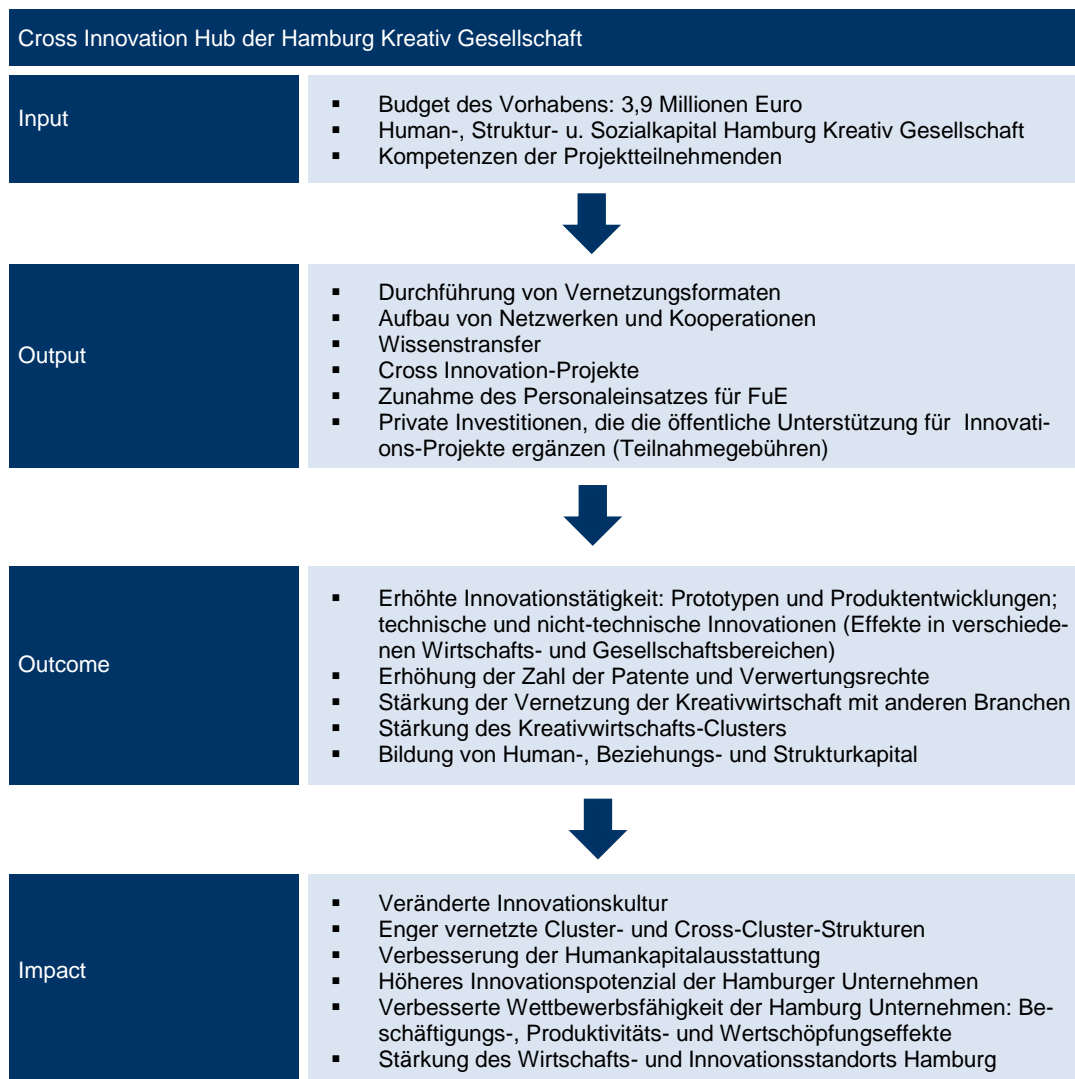 Cross Innovation Hub der Hamburg Kreativ Gesellschaft
Input
▪ Budget des Vorhabens: 3,9 Millionen Euro
▪ Human-, Struktur- u. Sozialkapital Hamburg Kreativ Gesellschaft
▪ Kompetenzen der Projektteilnehmenden
Output
▪ Durchführung von Vernetzungsformaten
▪ Aufbau von Netzwerken und Kooperationen
▪ Wissenstransfer
▪ Cross Innovation-Projekte
▪ Zunahme des Personaleinsatzes für FuE
▪ Private Investitionen, die die öffentliche Unterstützung für Innovati-
ons-Projekte ergänzen (Teilnahmegebühren)
Outcome
▪ Erhöhte Innovationstätigkeit: Prototypen und Produktentwicklungen;
technische und nicht-technische Innovationen (Effekte in verschiede-
nen Wirtschafts- und Gesellschaftsbereichen)
▪ Erhöhung der Zahl der Patente und Verwertungsrechte
▪ Stärkung der Vernetzung der Kreativwirtschaft mit anderen Branchen
▪ Stärkung des Kreativwirtschafts-Clusters
▪ Bildung von Human-, Beziehungs- und Strukturkapital
Impact
▪ Veränderte Innovationskultur
▪ Enger vernetzte Cluster- und Cross-Cluster-Strukturen
▪ Verbesserung der Humankapitalausstattung
▪ Höheres Innovationspotenzial der Hamburger Unternehmen
▪ Verbesserte Wettbewerbsfähigkeit der Hamburg Unternehmen: Be-
schäftigungs-, Produktivitäts- und Wertschöpfungseffekte
▪ Stärkung des Wirtschafts- und Innovationsstandorts Hamburg